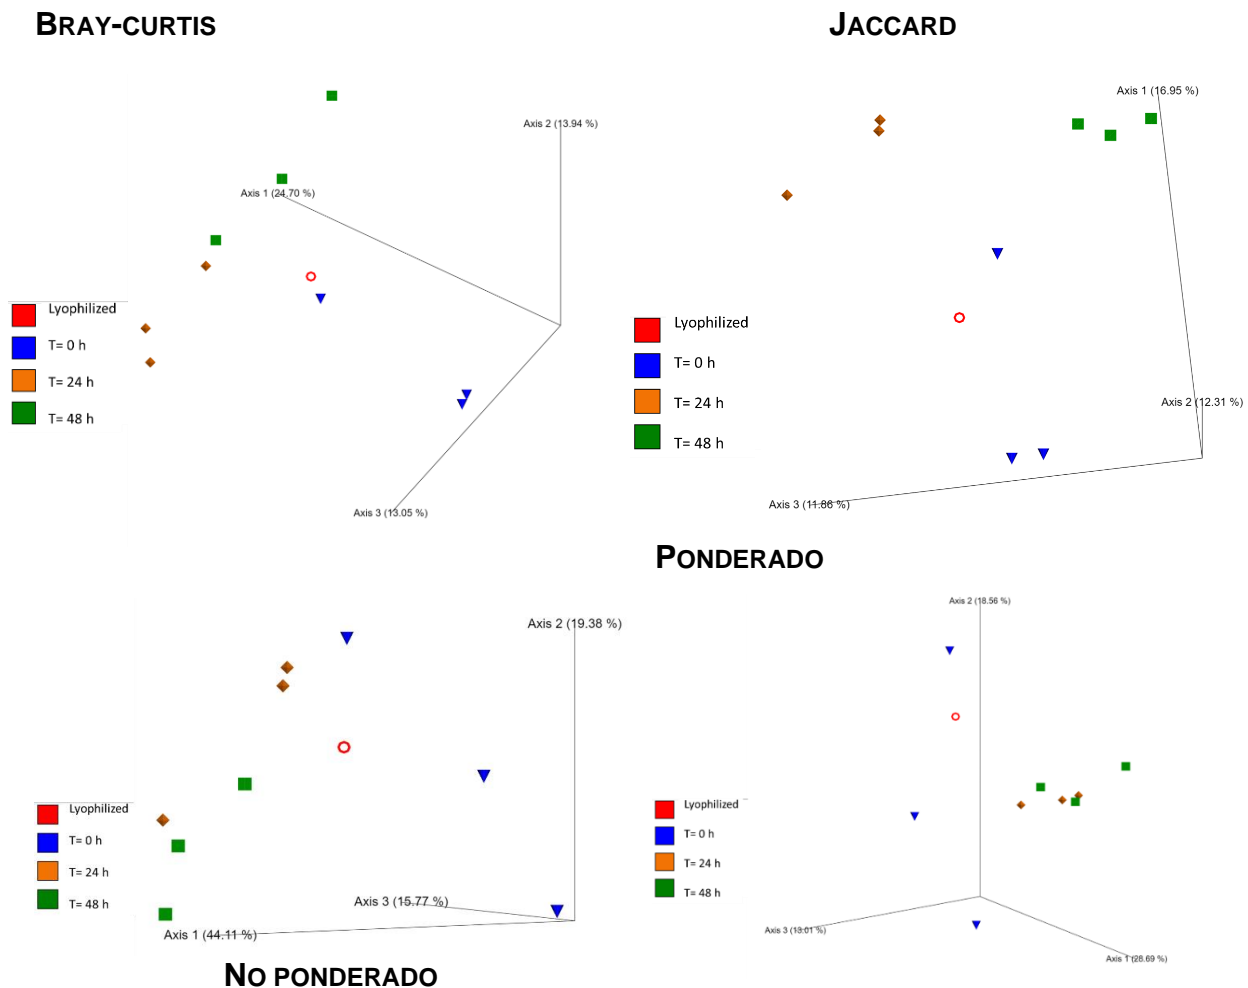 BRAY-CURTIS
Axis 2 (13.94 %)
Axis 1 (24.70 %)
Axis 3 (13.05 %)
Lyophilized
T= 0 h
T= 24 h
T= 48 h
JACCARD
Axis 1 (16.95 %)
Axis 2 (12.31 %)
Axis 3 (11.86 %)
Lyophilized
T= 0 h
T= 24 h
T= 48 h
Axis 2 (19.38 %)
Axis 3 (15.77 %)
Axis 1 (44.11 %)
Lyophilized
T= 0 h
T= 24 h
T= 48 h
NO PONDERADO
PONDERADO
Axis 2 (18.56 %)
Axis 3 (13.01 %)
Axis 1 (28.69 %)
Lyophilized
T= 0 h
T= 24 h
T= 48 h